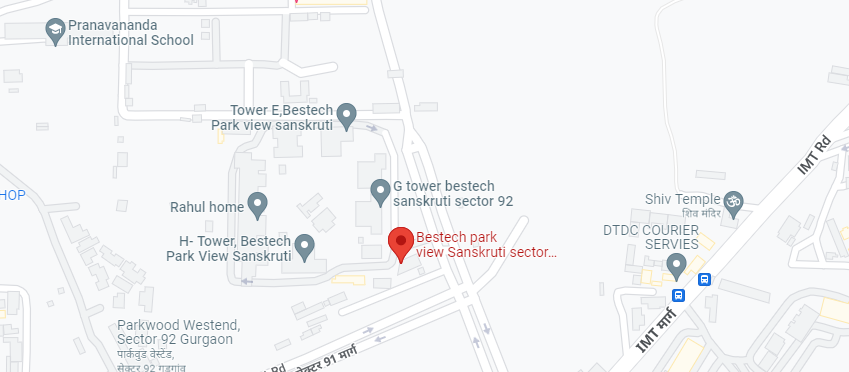 Pranavananda
International School
Tower E,Bestech
Park view sanskruti
IMT Rd
G tower bestech
sanskruti sector 92
HOP
Rahul home
Shiv Temple
शिव मंदिर
DTDC COURIER
SERVIES
H- Tower, Bestech
Park View Sanskruti
Bestech park
view Sanskruti sector...
Parkwood Westend,
Sector 92 Gurgaon
पार्कवुड वेस्टेंड,
सेक्टर 92 गुड़गांव
IMT मार्ग
Rd
सेक्टर 91 मार्ग